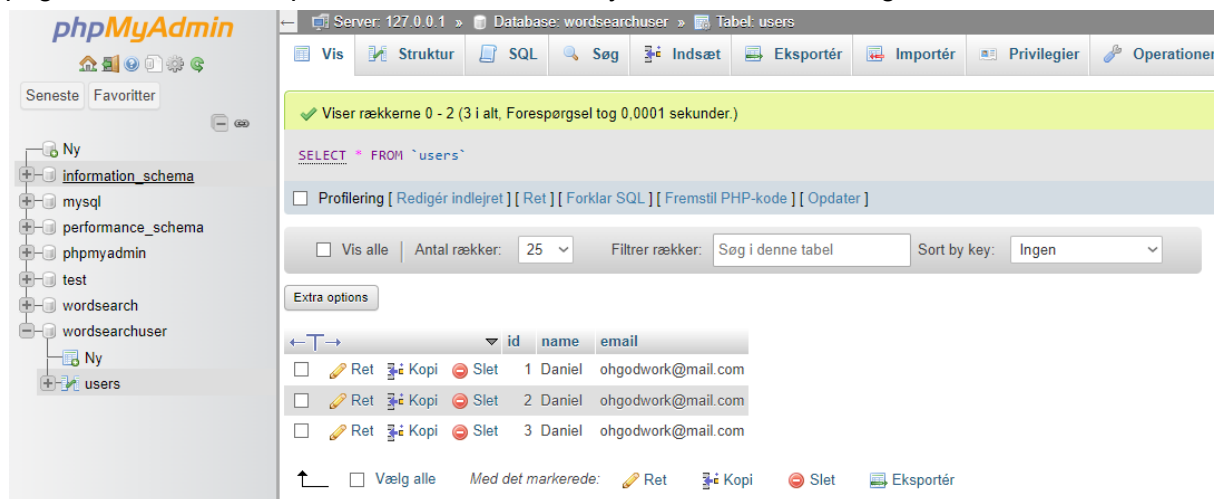 phpMyAdmin
Seneste Favoritter
Ny
information_schema
mysql
performance_schema
phpmyadmin
test
wordsearch
wordsearchuser
Ny
users
Server: 127.0.0.1 » Database: wordsearchuser » Tabel: users
Vis Struktur SQL Søg Indsæt Eksportér Importér Privilegier Operationer
Viser rækkerne 0 - 2 (3 i alt, Forespørgsel tog 0,0001 sekunder.)
SELECT * FROM `users`
Profilering [ Redigér indlejret ] [ Ret ] [ Forklar SQL ] [ Fremstil PHP-kode ] [ Opdater ]
Vis alle | Antal rækker: 25 Filtrer rækker: Søg i denne tabel Sort by key: Ingen
Extra options
←T→ id name email
Ret Kopi Slet 1 Daniel ohgodwork@mail.com
Ret Kopi Slet 2 Daniel ohgodwork@mail.com
Ret Kopi Slet 3 Daniel ohgodwork@mail.com
Vælg alle Med det markerede: Ret Kopi Slet Eksportér